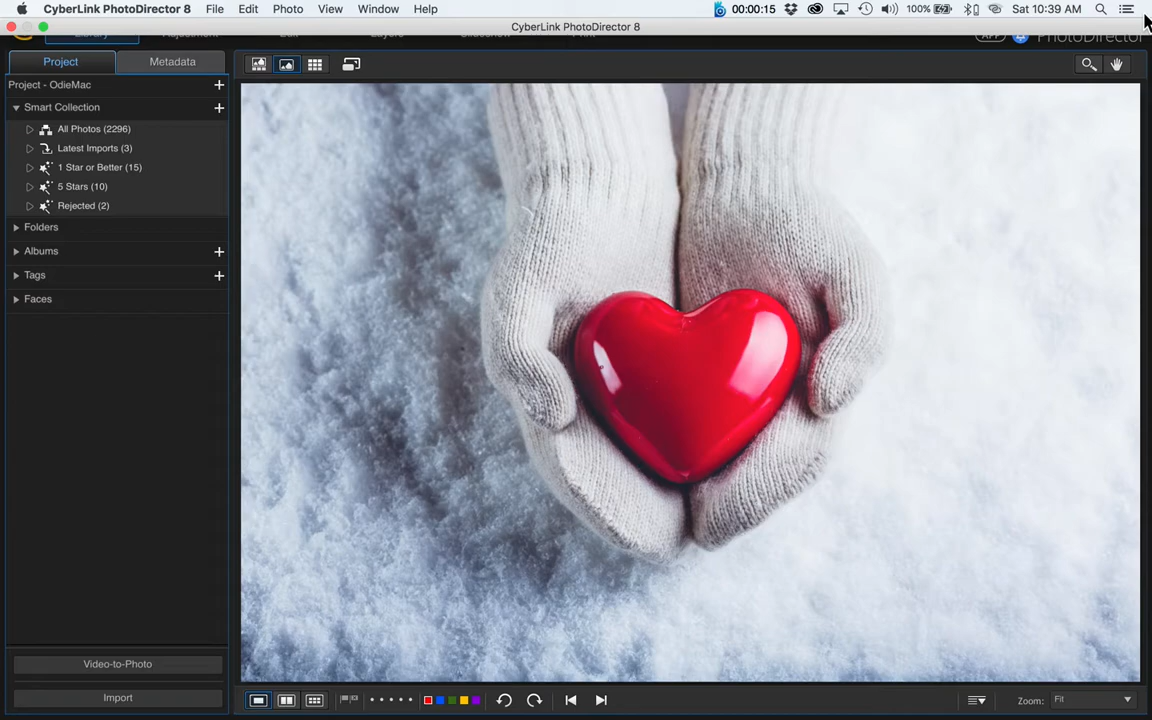 CyberLink PhotoDirector 8 File Edit Photo View Window Help 00:00:15 100% Sat 10:39 AM
CyberLink PhotoDirector 8
Project Metadata
Project - OdieMac
Smart Collection
All Photos (2296)
Latest Imports (3)
1 Star or Better (15)
5 Stars (10)
Rejected (2)
Folders
Albums
Tags
Faces
Video-to-Photo
Import
Zoom: Fit